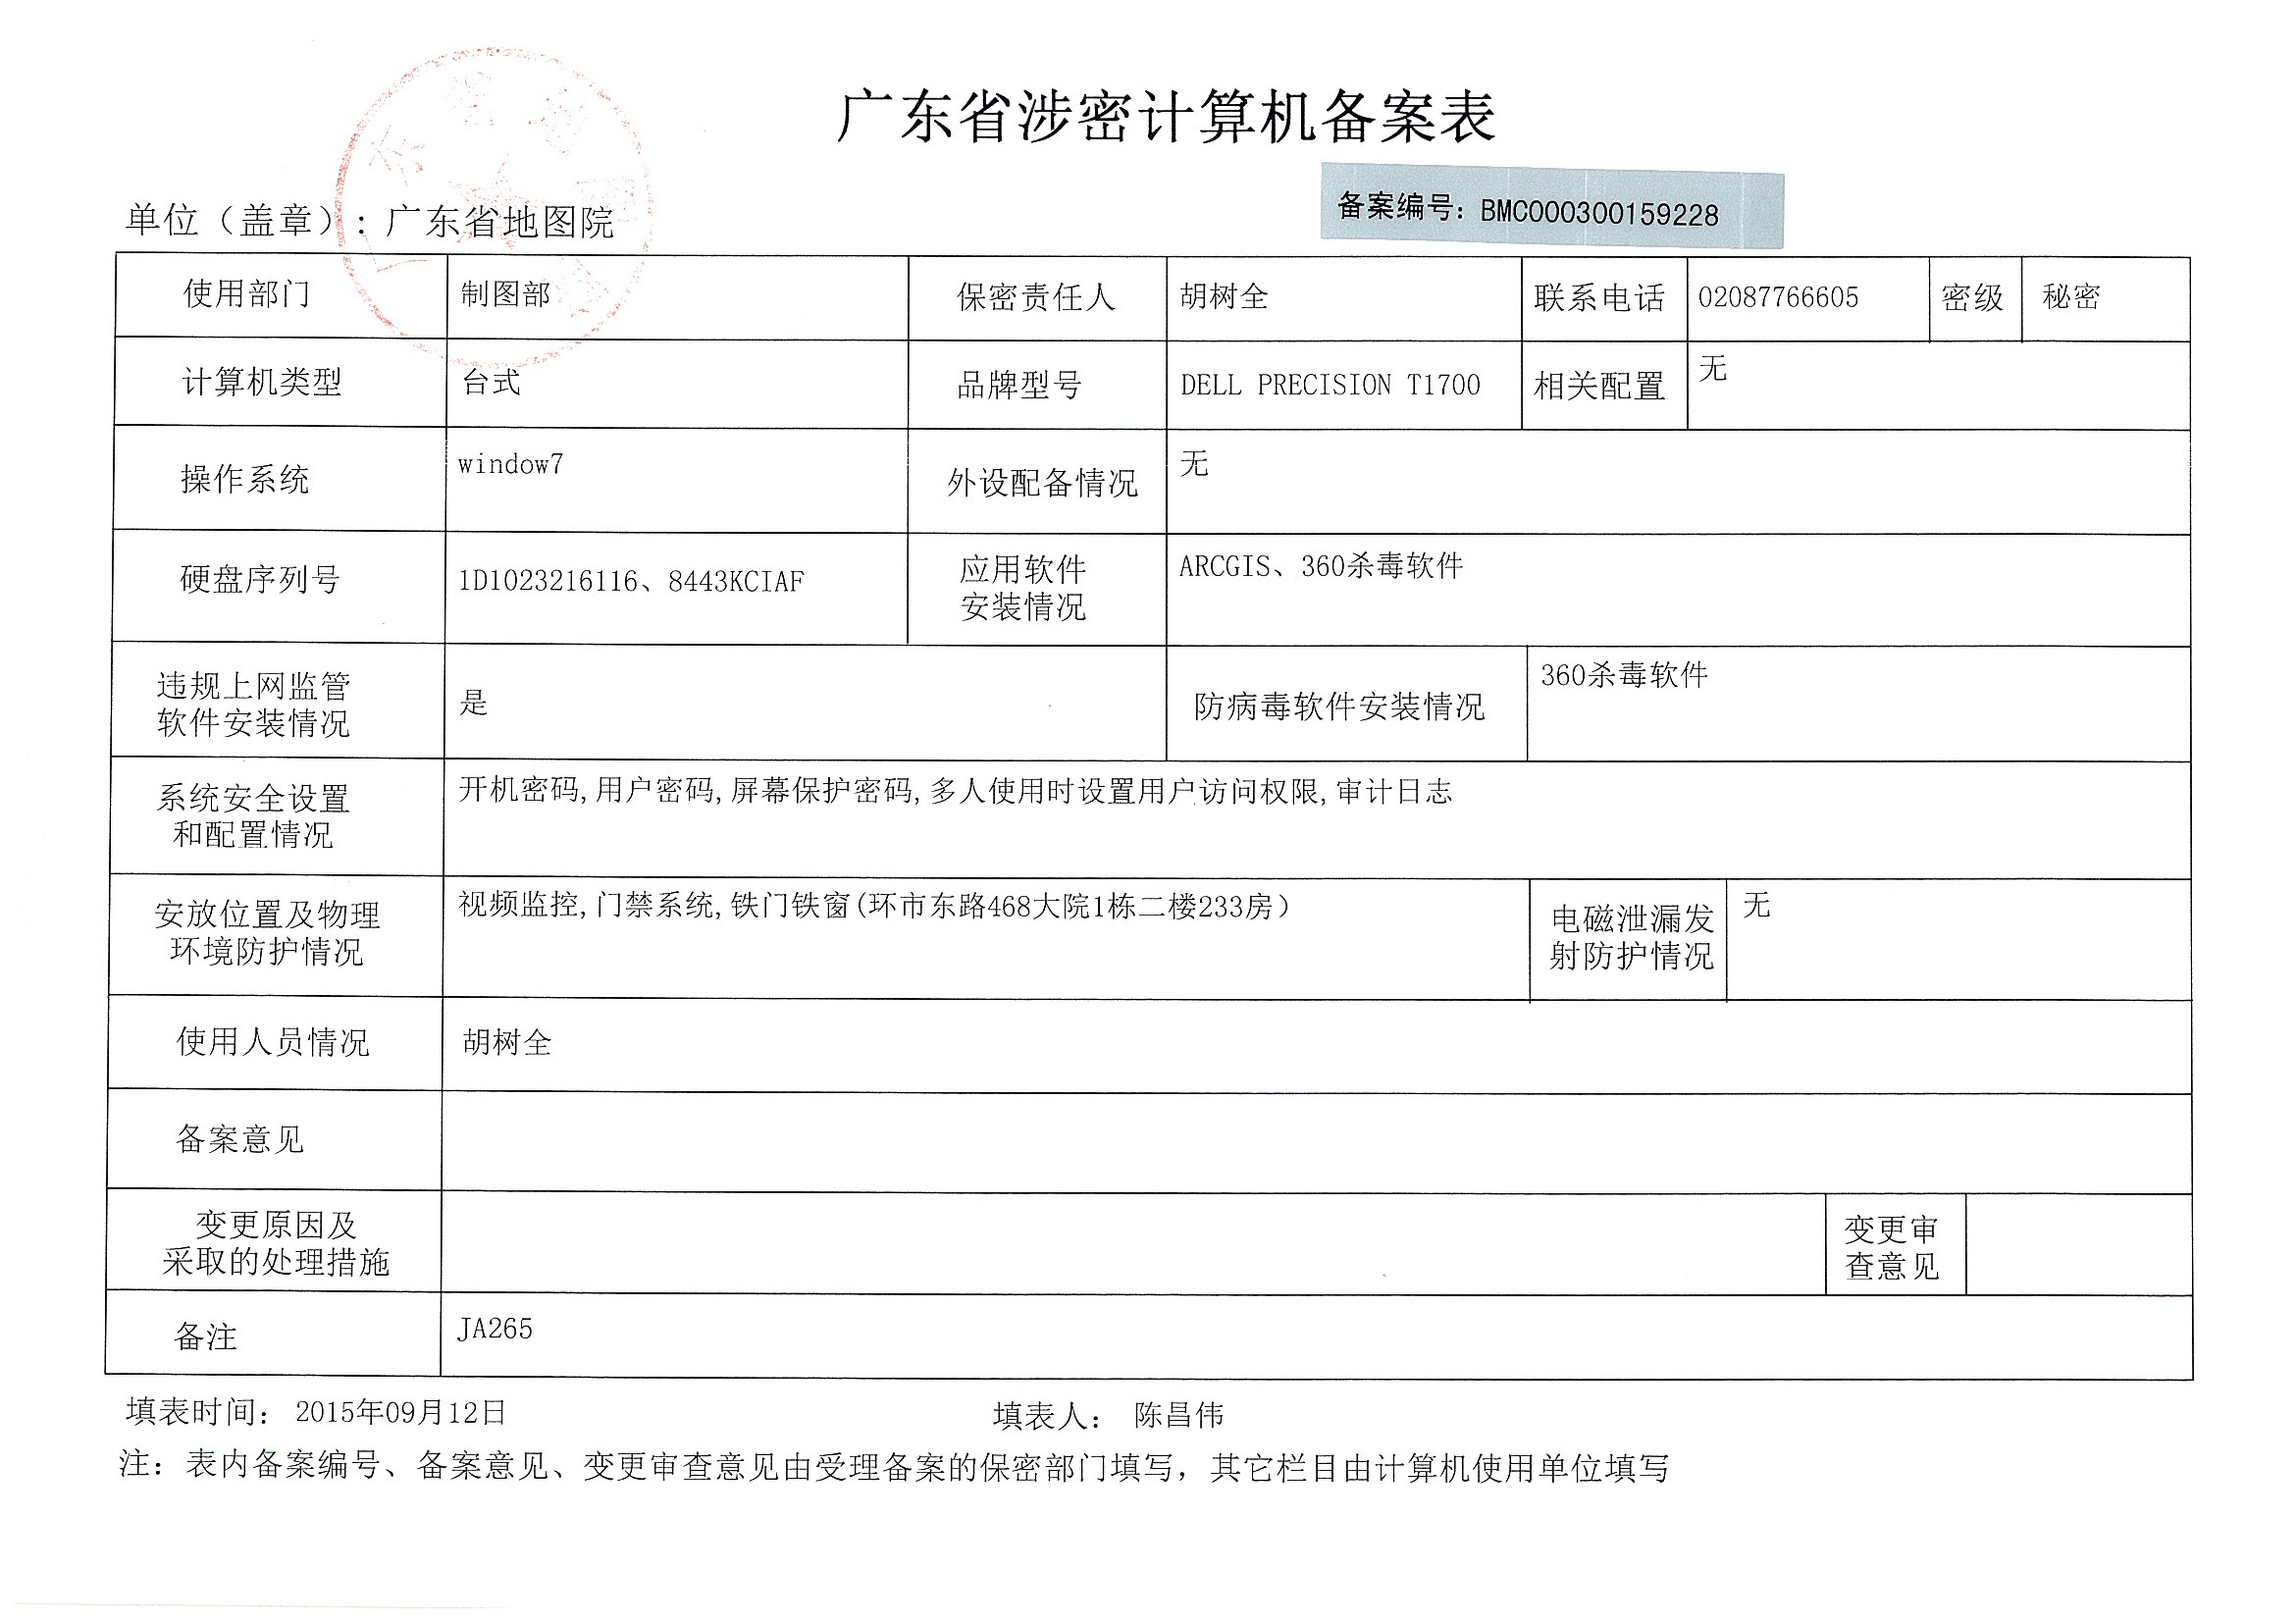 广东省涉密计算机备案表
备案编号：BMC000300159228
单位（盖章）：广东省地图院
使用部门 制图部 保密责任人 胡树全 联系电话 02087766605 密级 秘密
计算机类型 台式 品牌型号 DELL PRECISION T1700 相关配置 无
操作系统 window7 外设配备情况 无
硬盘序列号 1D1023216116、8443KCIAF 应用软件
安装情况 ARCGIS、360杀毒软件
违规上网监管
软件安装情况 是 防病毒软件安装情况 360杀毒软件
系统安全设置
和配置情况 开机密码,用户密码,屏幕保护密码,多人使用时设置用户访问权限,审计日志
安放位置及物理
环境防护情况 视频监控,门禁系统,铁门铁窗(环市东路468大院1栋二楼233房） 电磁泄漏发
射防护情况 无
使用人员情况 胡树全
备案意见
变更原因及
采取的处理措施 变更审
查意见
备注 JA265
填表时间： 2015年09月12日 填表人： 陈昌伟
注：表内备案编号、备案意见、变更审查意见由受理备案的保密部门填写，其它栏目由计算机使用单位填写